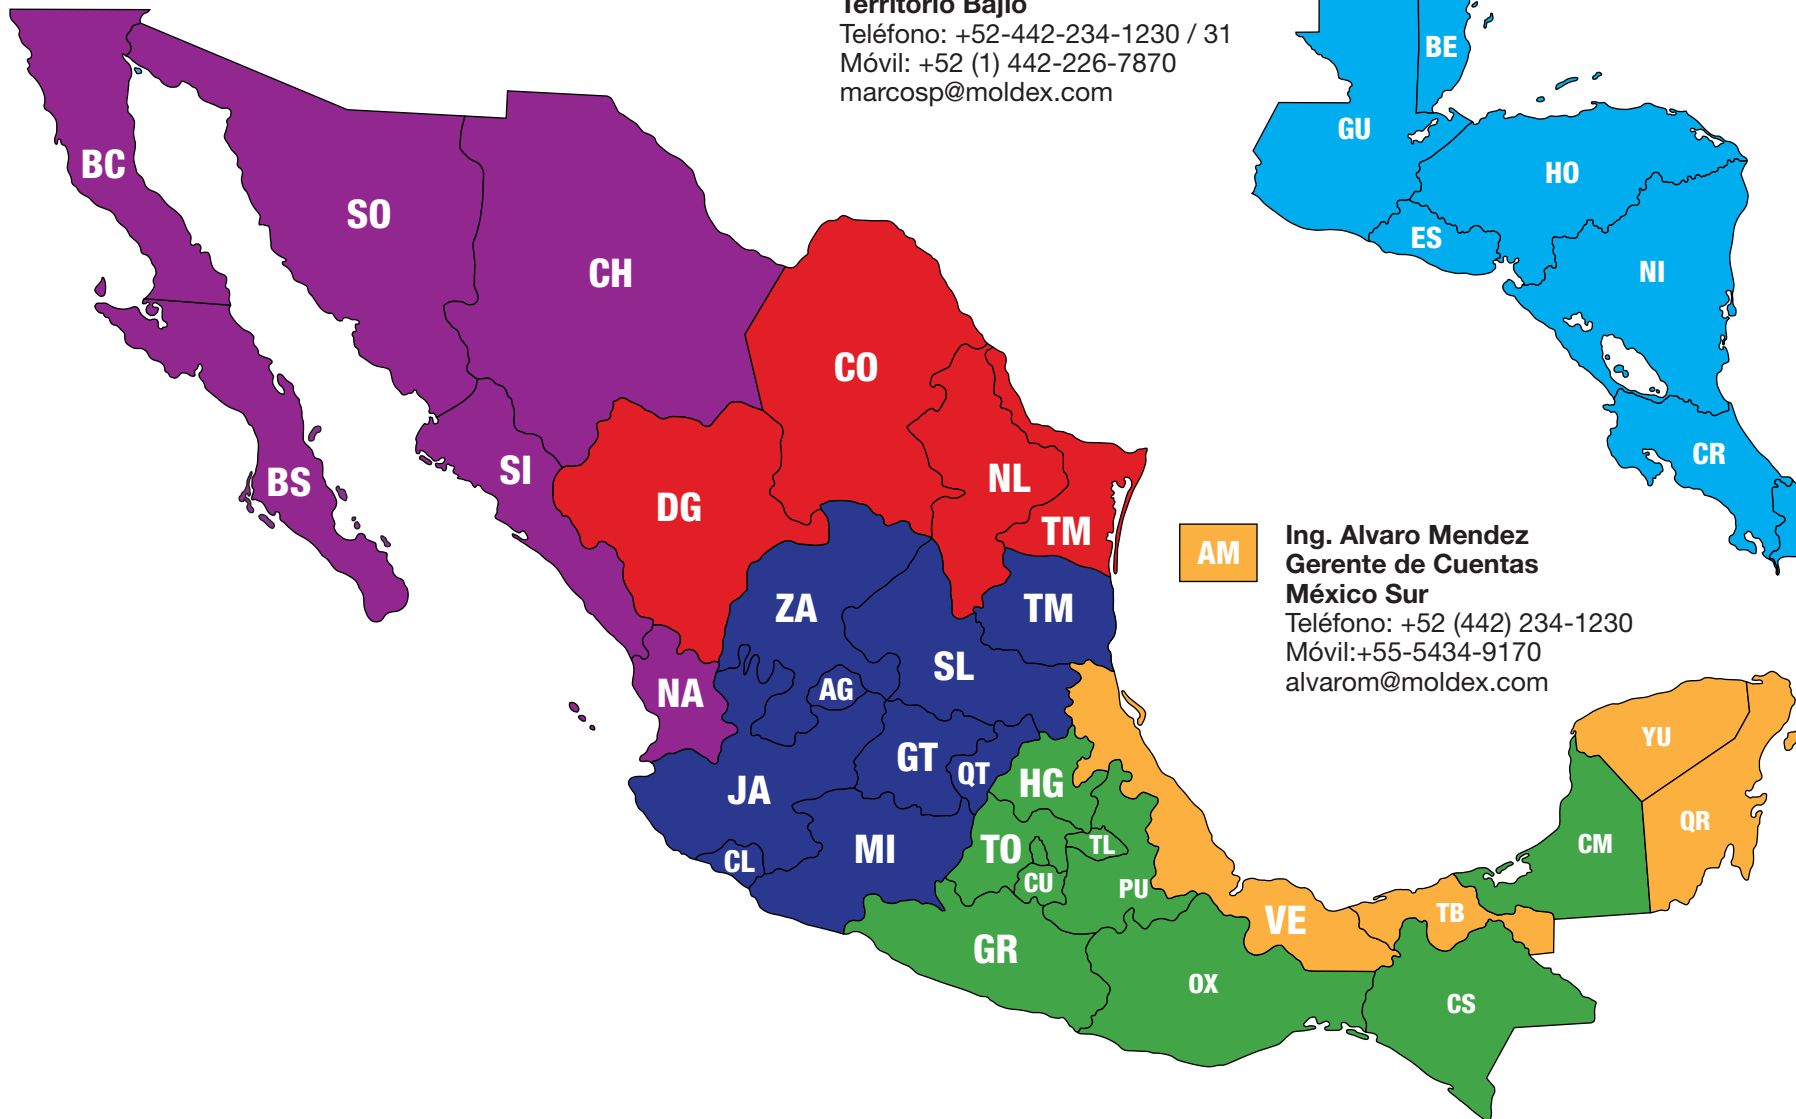 Territorio Bajío
Teléfono: +52-442-234-1230 / 31
Móvil: +52 (1) 442-226-7870
marcosp@moldex.com
BE
GU
HO
ES
NI
CR
BC
SO
CH
CO
BS
SI
DG
NL
TM
AM
Ing. Alvaro Mendez
Gerente de Cuentas
México Sur
Teléfono: +52 (442) 234-1230
Móvil:+55-5434-9170
alvarom@moldex.com
ZA
TM
SL
NA
AG
GT
QT
JA
HG
YU
QR
CL
MI
TO
TL
CU
PU
CM
VE
TB
GR
OX
CS